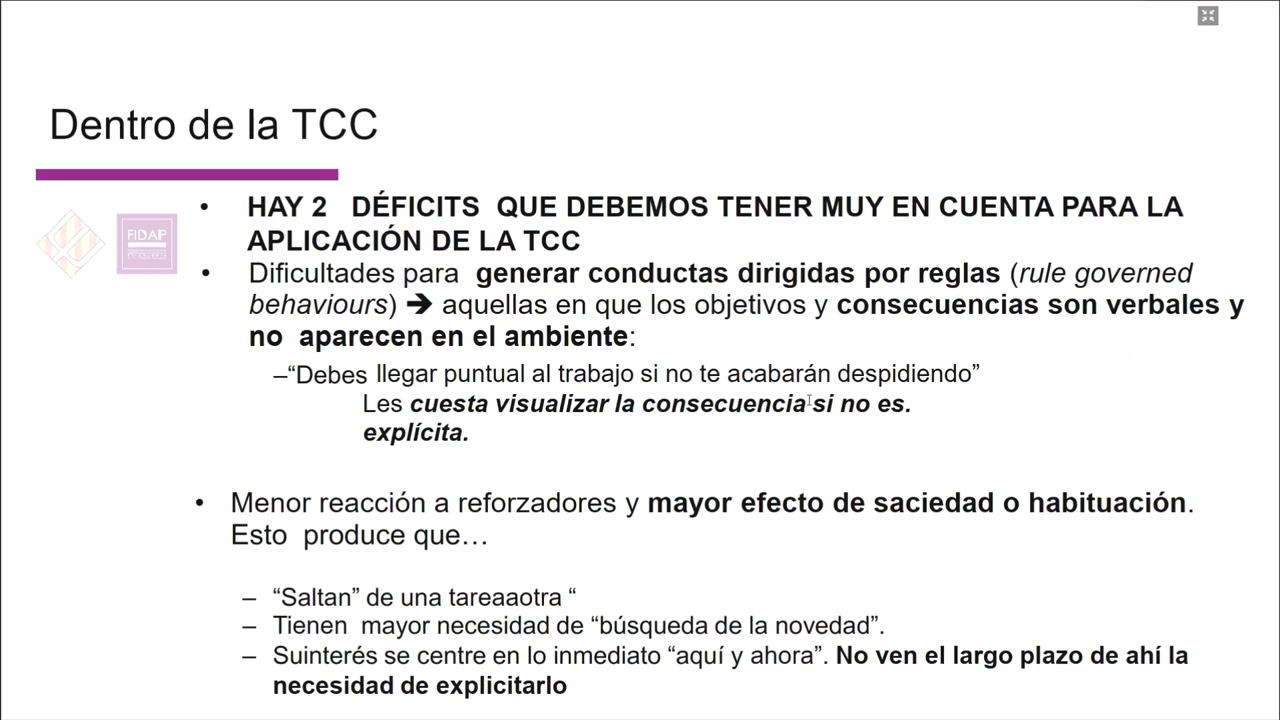 Dentro de la TCC
• HAY 2 DÉFICITS QUE DEBEMOS TENER MUY EN CUENTA PARA LA
APLICACIÓN DE LA TCC
FIDAP
• Dificultades para generar conductas dirigidas por reglas (rule governed
behaviours) ➔ aquellas en que los objetivos y consecuencias son verbales y
no aparecen en el ambiente:
–“Debes llegar puntual al trabajo si no te acabarán despidiendo”
Les cuesta visualizar la consecuencia si no es.
explícita.
• Menor reacción a reforzadores y mayor efecto de saciedad o habituación.
Esto produce que…
– “Saltan” de una tareaaotra “
– Tienen mayor necesidad de “búsqueda de la novedad”.
– Suinterés se centre en lo inmediato “aquí y ahora”. No ven el largo plazo de ahí la
necesidad de explicitarlo